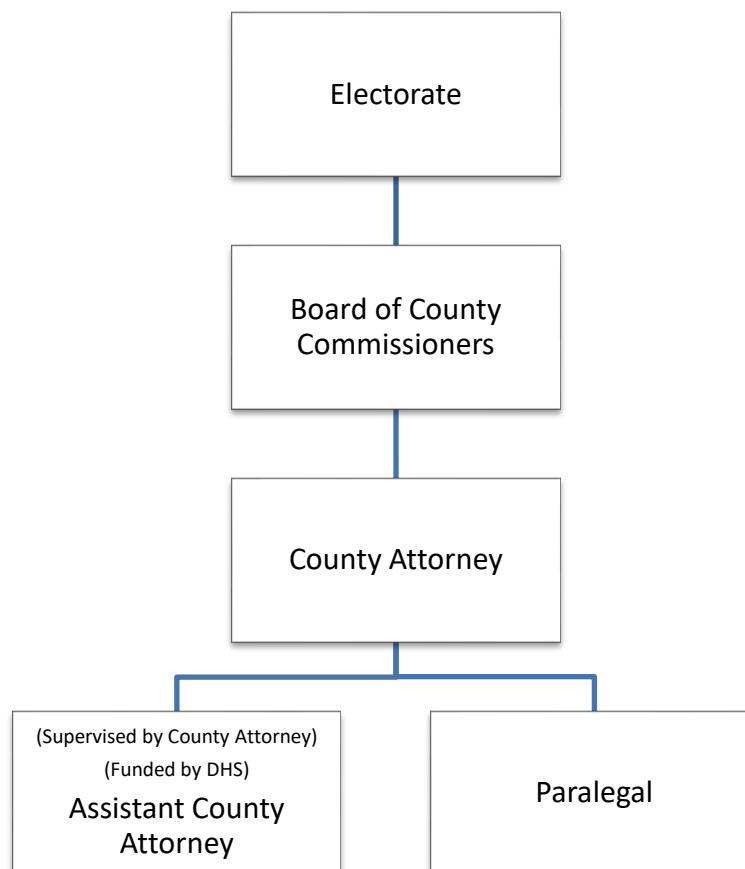 Electorate
Board of County
Commissioners
County Attorney
(Supervised by County Attorney)
(Funded by DHS)
Assistant County
Attorney
Paralegal